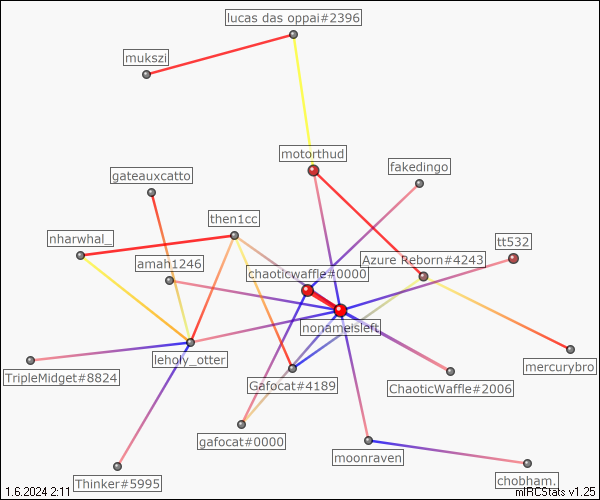 lucas das oppai#2396
mukszi
motorthud
fakedingo
gateauxcatto
then1cc
nharwhal_
tt532
Azure Reborn#4243
amah1246
chaoticwaffle#0000
nonameisleft
leholy_otter
mercurybro
TripleMidget#8824
Gafocat#4189
ChaoticWaffle#2006
gafocat#0000
moonraven
chobham.
Thinker#5995
1.6.2024 2:11
mIRCStats v1.25